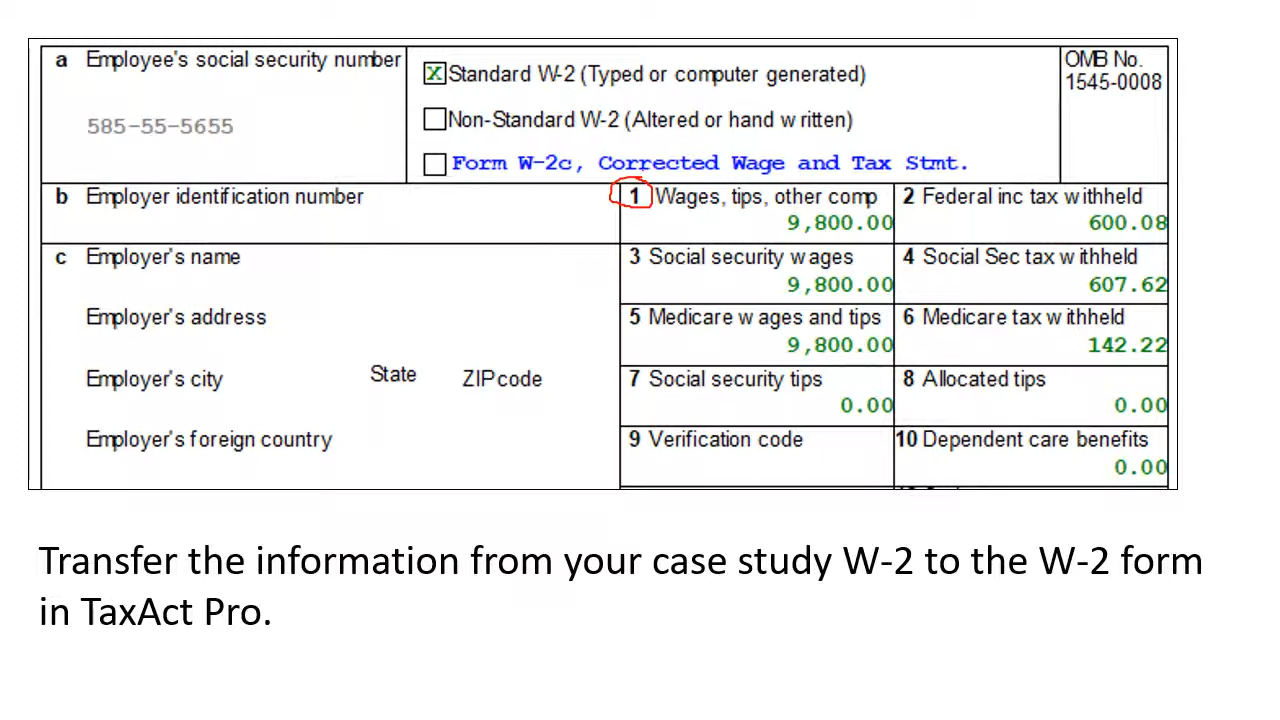 a Employee's social security number
585-55-5655
X Standard W-2 (Typed or computer generated)
Non-Standard W-2 (Altered or hand written)
Form W-2c, Corrected Wage and Tax Stmt.
OMB No.
1545-0008
b Employer identification number
1 Wages, tips, other comp
9,800.00
2 Federal inc tax withheld
600.08
c Employer's name
3 Social security wages
9,800.00
4 Social Sec tax withheld
607.62
Employer's address
5 Medicare wages and tips
9,800.00
6 Medicare tax withheld
142.22
Employer's city State ZIP code
7 Social security tips
0.00
8 Allocated tips
0.00
Employer's foreign country
9 Verification code
10 Dependent care benefits
0.00
Transfer the information from your case study W-2 to the W-2 form
in TaxAct Pro.